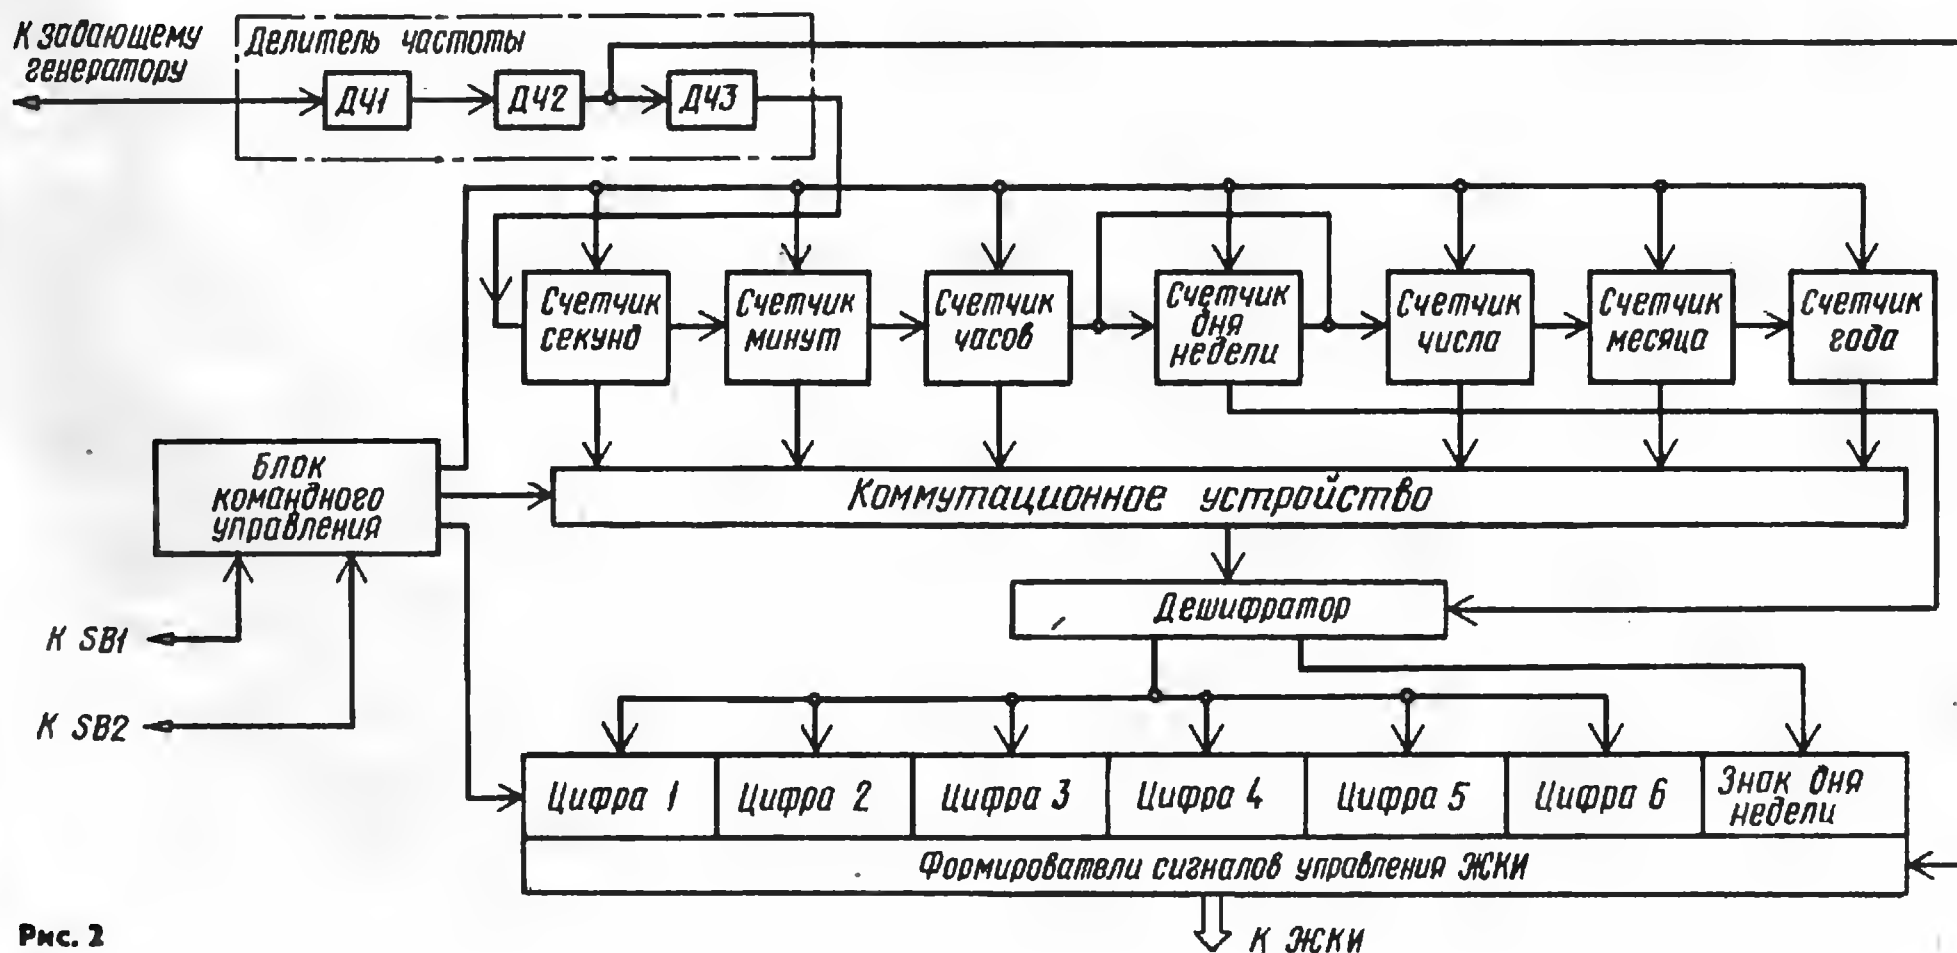 К задающему
генератору
Делитель частоты
ДЧ1
ДЧ2
ДЧ3
Счетчик
секунд
Счетчик
минут
Счетчик
часов
Счетчик
дня
недели
Счетчик
числа
Счетчик
месяца
Счетчик
года
Блок
командного
управления
Коммутационное устройство
Дешифратор
К SB1
К SB2
Цифра 1
Цифра 2
Цифра 3
Цифра 4
Цифра 5
Цифра 6
Знак дня
недели
Формирователи сигналов управления ЖКИ
К ЖКИ
Рис. 2